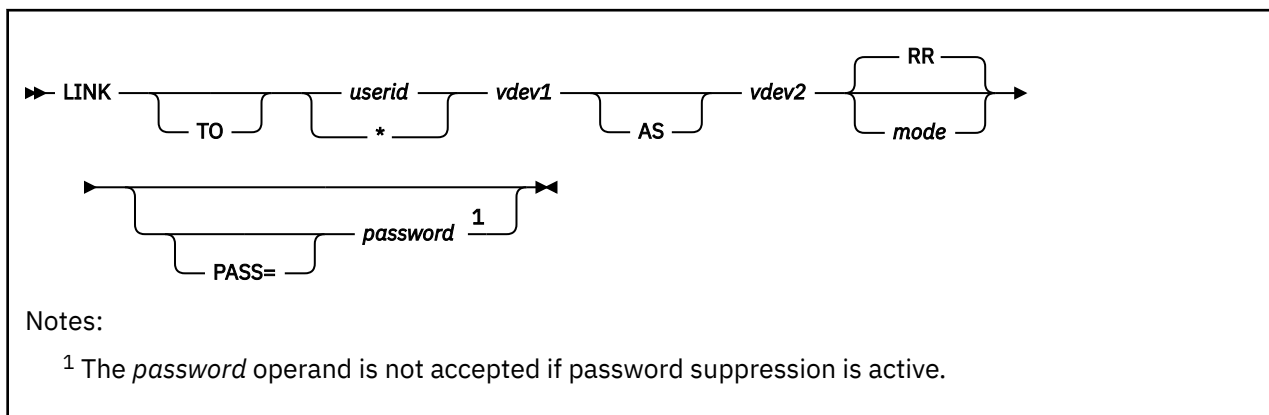 RR
LINK userid vdev1 vdev2
TO * AS mode
password 1
PASS=
Notes:
1 The password operand is not accepted if password suppression is active.